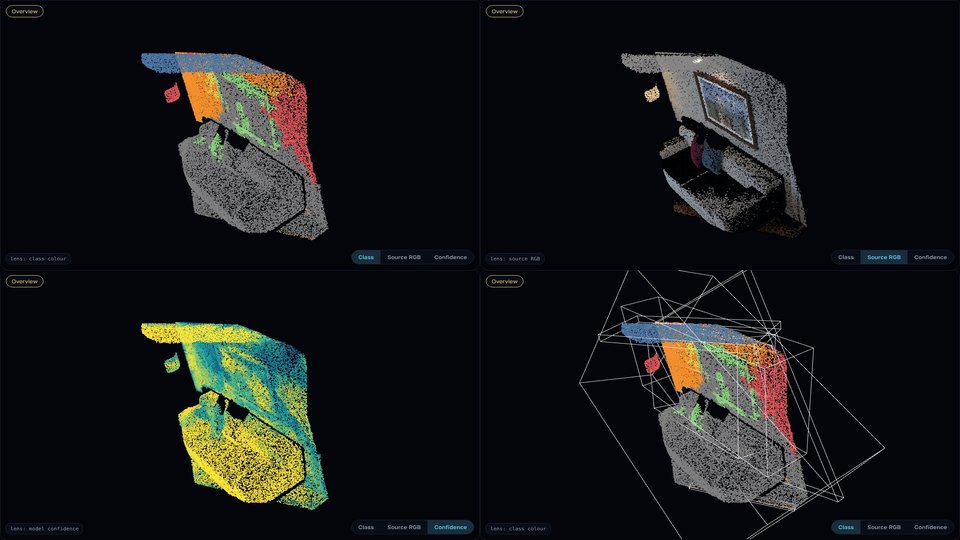 Overview
lens: class colour
Class Source RGB Confidence
Overview
lens: source RGB
Class Source RGB Confidence
Overview
lens: model confidence
Class Source RGB Confidence
Overview
lens: class colour
Class Source RGB Confidence